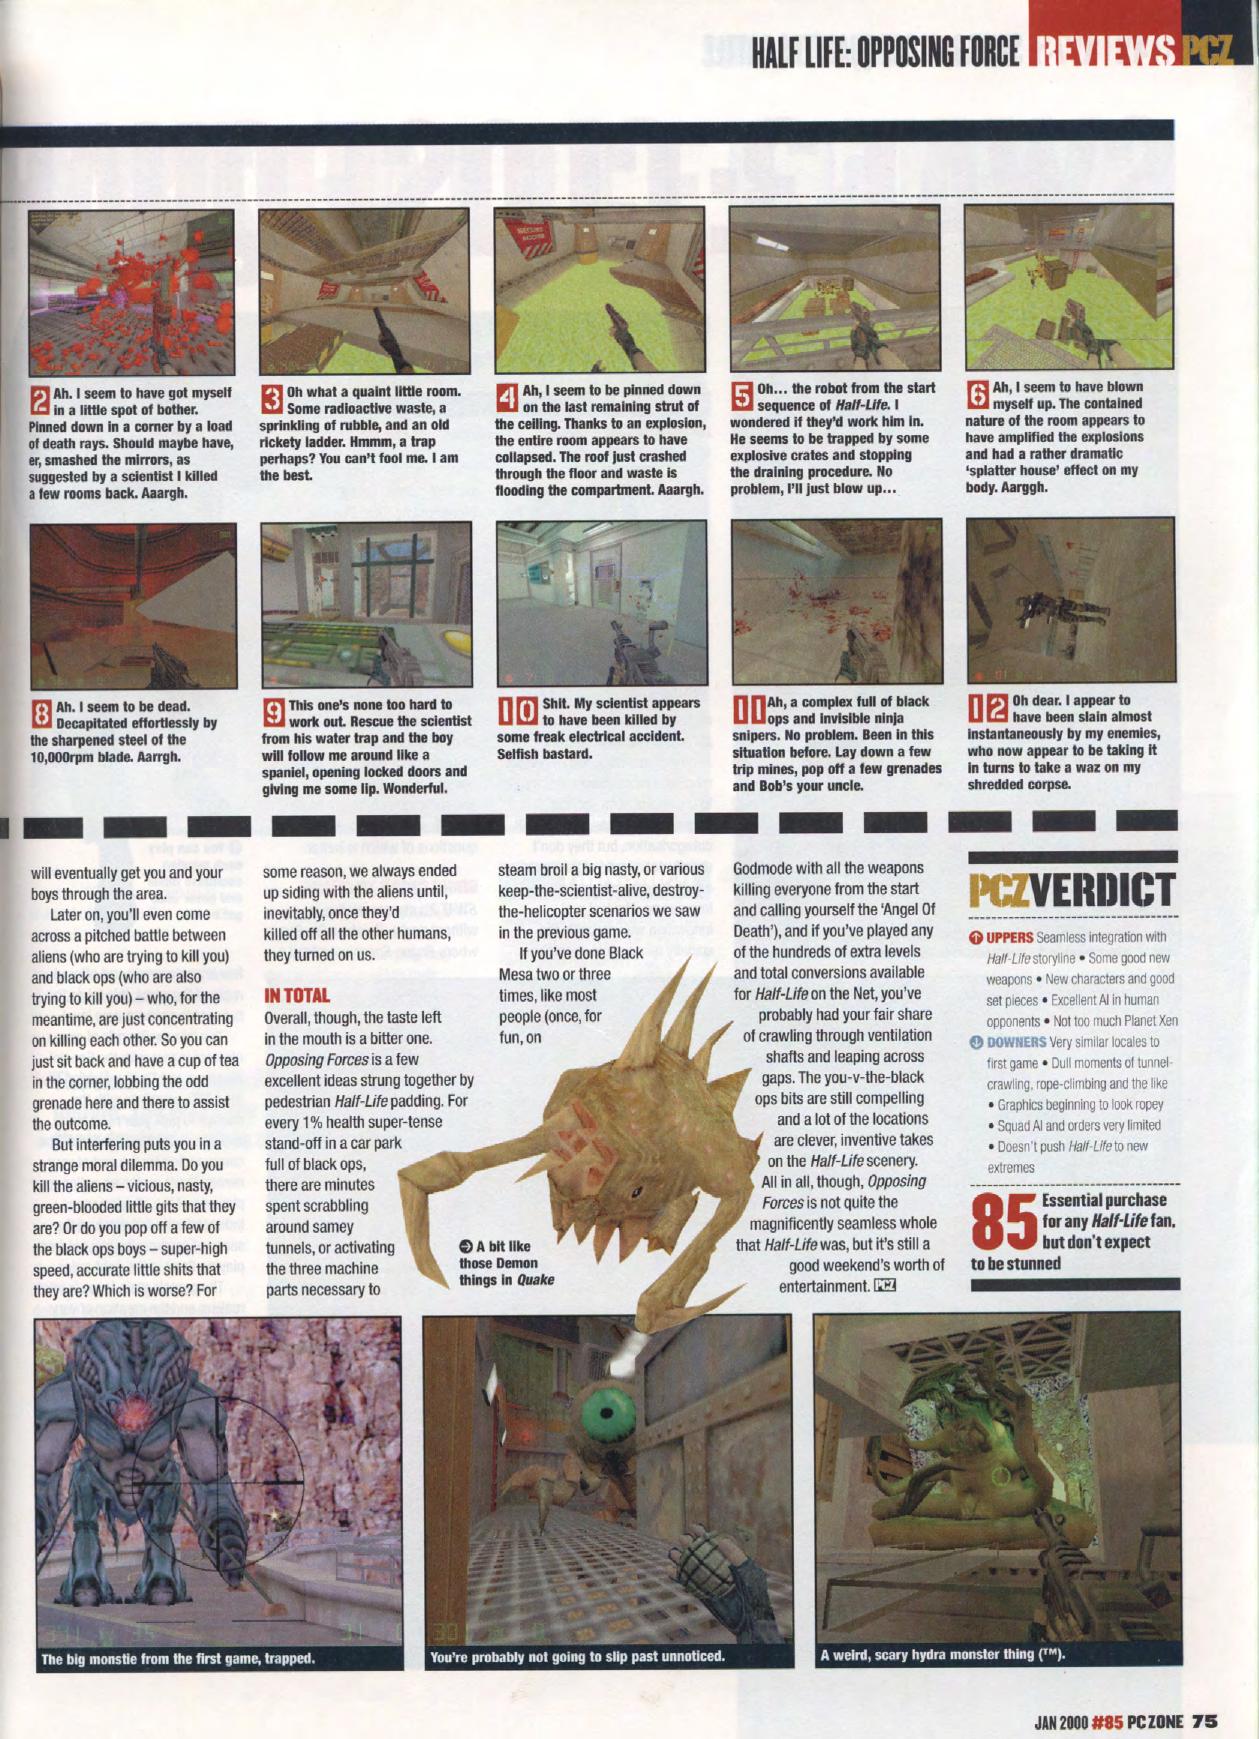 HALF LIFE: OPPOSING FORCE REVIEWS PCZ
2 Ah. I seem to have got myself
in a little spot of bother.
Pinned down in a corner by a load
of death rays. Should maybe have,
er, smashed the mirrors, as
suggested by a scientist I killed
a few rooms back. Aaargh.
3 Oh what a quaint little room.
Some radioactive waste, a
sprinkling of rubble, and an old
rickety ladder. Hmmm, a trap
perhaps? You can't fool me. I am
the best.
4 Ah, I seem to be pinned down
on the last remaining strut of
the ceiling. Thanks to an explosion,
the entire room appears to have
collapsed. The roof just crashed
through the floor and waste is
flooding the compartment. Aaargh.
5 Oh... the robot from the start
sequence of Half-Life. I
wondered if they'd work him in.
He seems to be trapped by some
explosive crates and stopping
the draining procedure. No
problem, I'll just blow up...
6 Ah, I seem to have blown
myself up. The contained
nature of the room appears to
have amplified the explosions
and had a rather dramatic
'splatter house' effect on my
body. Aarggh.
8 Ah. I seem to be dead.
Decapitated effortlessly by
the sharpened steel of the
10,000rpm blade. Aarrgh.
9 This one's none too hard to
work out. Rescue the scientist
from his water trap and the boy
will follow me around like a
spaniel, opening locked doors and
giving me some lip. Wonderful.
10 Shit. My scientist appears
to have been killed by
some freak electrical accident.
Selfish bastard.
11 Ah, a complex full of black
ops and invisible ninja
snipers. No problem. Been in this
situation before. Lay down a few
trip mines, pop off a few grenades
and Bob's your uncle.
12 Oh dear. I appear to
have been slain almost
instantaneously by my enemies,
who now appear to be taking it
in turns to take a waz on my
shredded corpse.
will eventually get you and your
boys through the area.
Later on, you'll even come
across a pitched battle between
aliens (who are trying to kill you)
and black ops (who are also
trying to kill you) – who, for the
meantime, are just concentrating
on killing each other. So you can
just sit back and have a cup of tea
in the corner, lobbing the odd
grenade here and there to assist
the outcome.
But interfering puts you in a
strange moral dilemma. Do you
kill the aliens – vicious, nasty,
green-blooded little gits that they
are? Or do you pop off a few of
the black ops boys – super-high
speed, accurate little shits that
they are? Which is worse? For
some reason, we always ended
up siding with the aliens until,
inevitably, once they'd
killed off all the other humans,
they turned on us.
IN TOTAL
Overall, though, the taste left
in the mouth is a bitter one.
Opposing Forces is a few
excellent ideas strung together by
pedestrian Half-Life padding. For
every 1% health super-tense
stand-off in a car park
full of black ops,
there are minutes
spent scrabbling
around samey
tunnels, or activating
the three machine
parts necessary to
steam broil a big nasty, or various
keep-the-scientist-alive, destroy-
the-helicopter scenarios we saw
in the previous game.
If you've done Black
Mesa two or three
times, like most
people (once, for
fun, on
Godmode with all the weapons
killing everyone from the start
and calling yourself the 'Angel Of
Death'), and if you've played any
of the hundreds of extra levels
and total conversions available
for Half-Life on the Net, you've
probably had your fair share
of crawling through ventilation
shafts and leaping across
gaps. The you-v-the-black
ops bits are still compelling
and a lot of the locations
are clever, inventive takes
on the Half-Life scenery.
All in all, though, Opposing
Forces is not quite the
magnificently seamless whole
that Half-Life was, but it's still a
good weekend's worth of
entertainment. PCZ
A bit like
those Demon
things in Quake
PCZVERDICT
UPPERS Seamless integration with
Half-Life storyline • Some good new
weapons • New characters and good
set pieces • Excellent AI in human
opponents • Not too much Planet Xen
DOWNERS Very similar locales to
first game • Dull moments of tunnel-
crawling, rope-climbing and the like
• Graphics beginning to look ropey
• Squad AI and orders very limited
• Doesn't push Half-Life to new
extremes
85 Essential purchase
for any Half-Life fan,
but don't expect
to be stunned
The big monstie from the first game, trapped.
You're probably not going to slip past unnoticed.
A weird, scary hydra monster thing (™).
JAN 2000 #85 PC ZONE 75